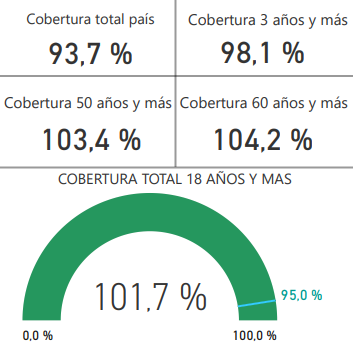 Cobertura total país
93,7 %
Cobertura 3 años y más
98,1 %
Cobertura 50 años y más
103,4 %
Cobertura 60 años y más
104,2 %
COBERTURA TOTAL 18 AÑOS Y MAS
101,7 %
95,0 %
0,0 %
100,0 %